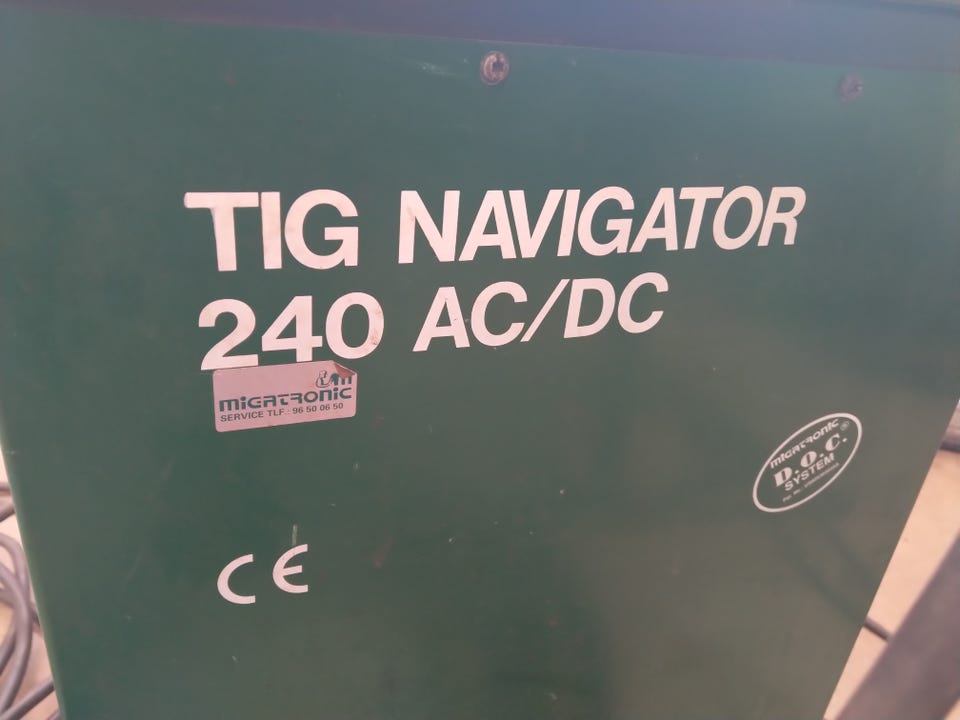 TIG NAVIGATOR
240 AC/DC
migatronic
SERVICE TLF.: 96 50 06 50
migatronic ®
D.O.C.
SYSTEM
CE